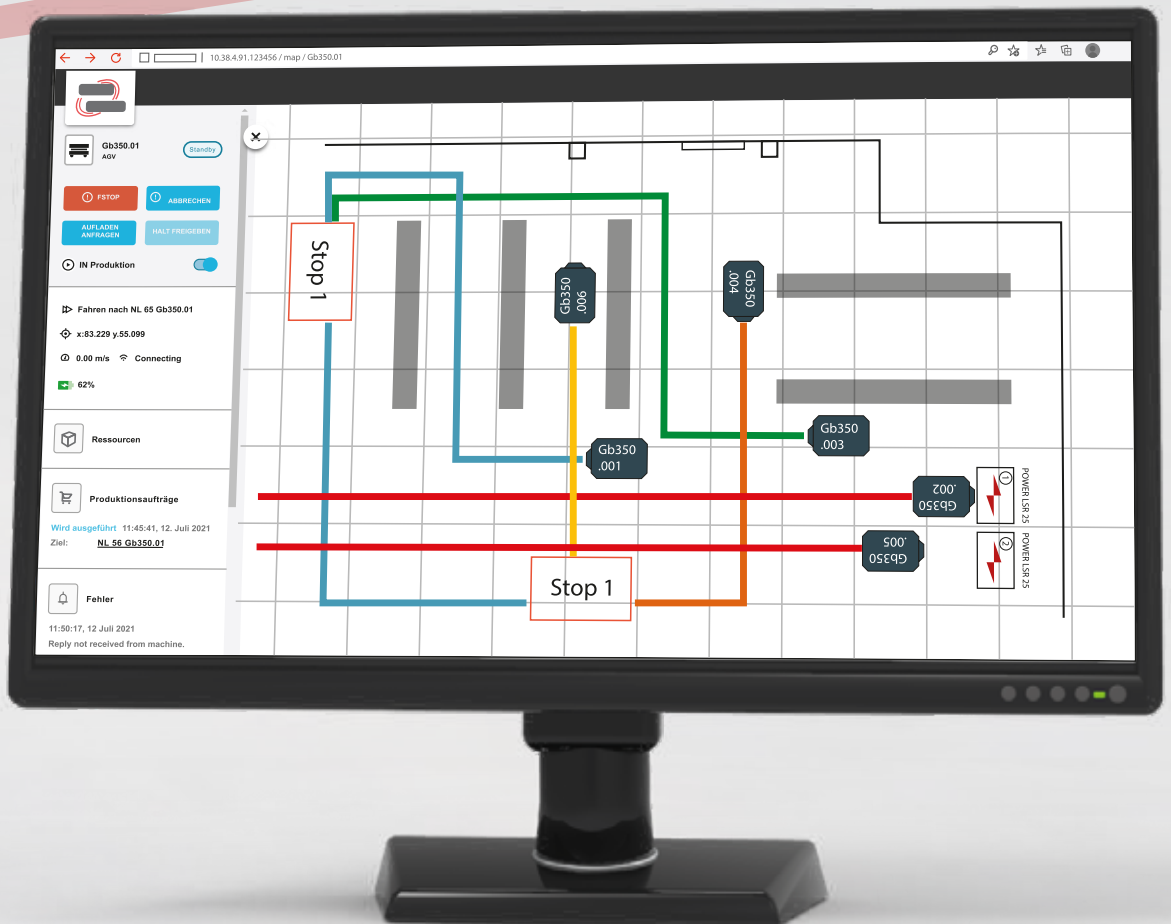 10.38.4.91.123456 / map / Gb350.01
Gb350.01
AGV
Standby
FSTOP
ABBRECHEN
AUFLADEN
ANFRAGEN
HALT FREIGEBEN
IN Produktion
Fahren nach NL 65 Gb350.01
x:83.229 y.55.099
0.00 m/s
Connecting
62%
Ressourcen
Produktionsaufträge
Wird ausgeführt 11:45:41, 12. Juli 2021
Ziel: NL 56 Gb350.01
Fehler
11:50:17, 12 Juli 2021
Reply not received from machine.
Stop 1
Gb350
.006
Gb350
.004
Gb350
.003
Gb350
.001
Gb350
.002
1
POWER LSR 25
Gb350
.005
2
POWER LSR 25
Stop 1